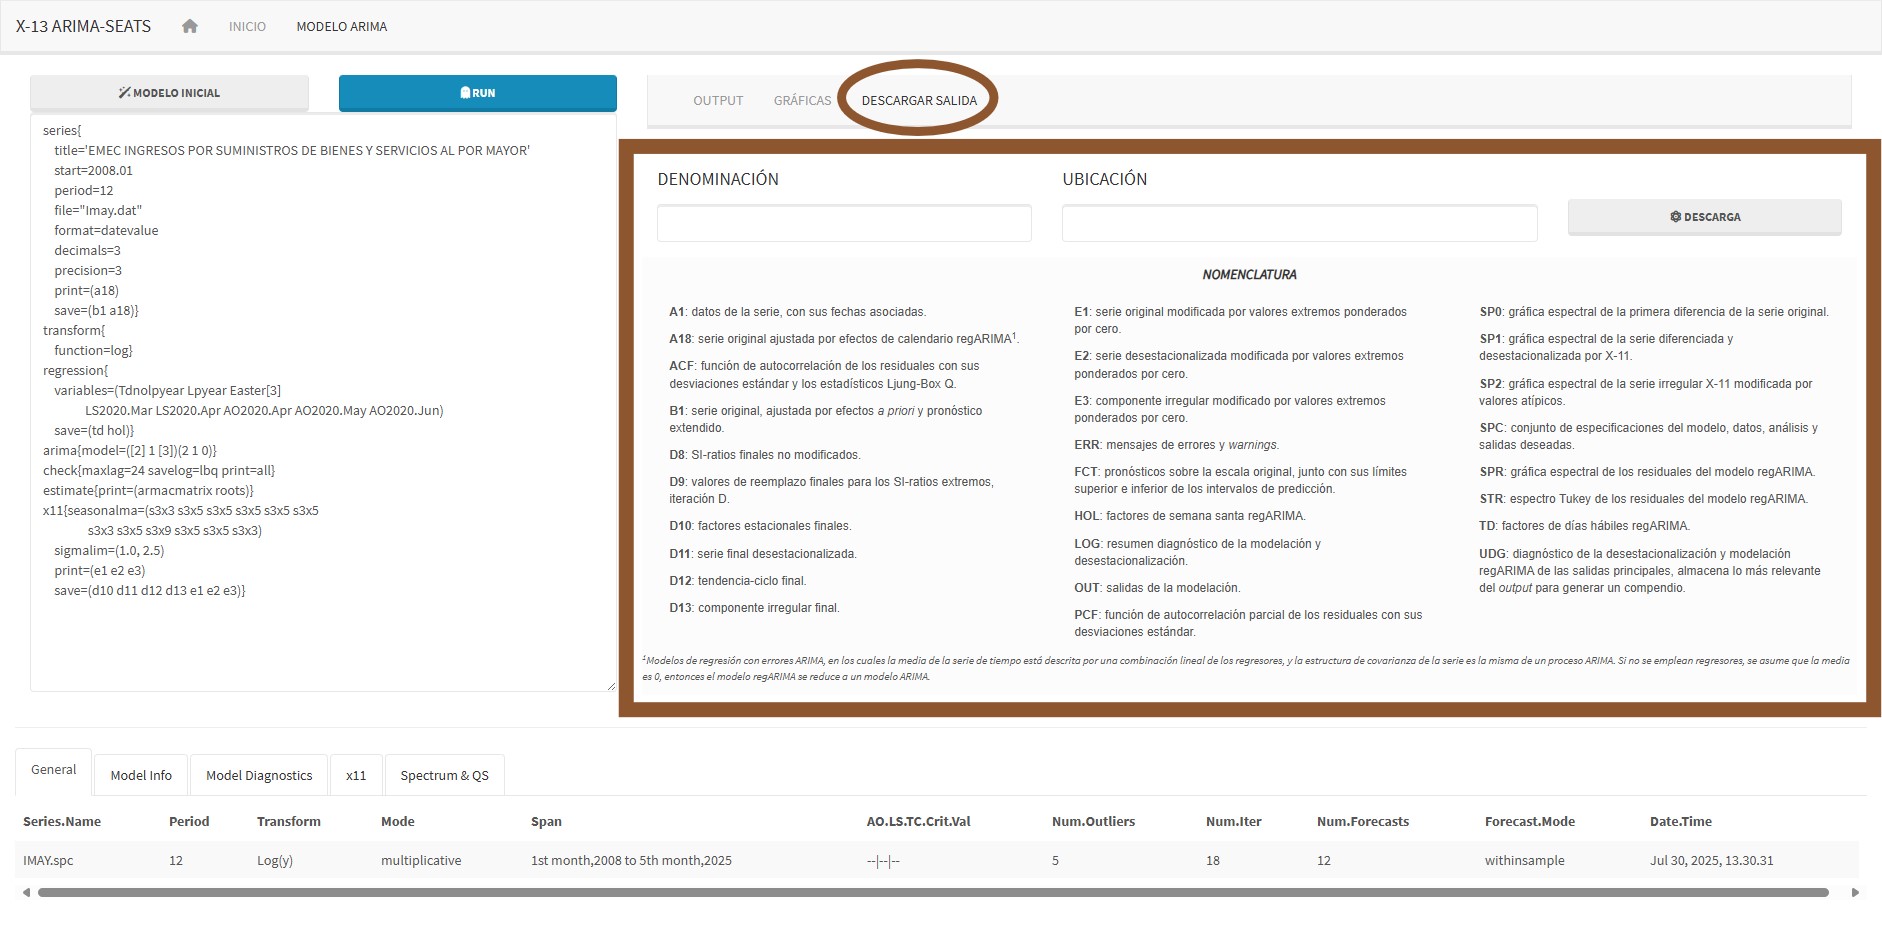 X-13 ARIMA-SEATS INICIO MODELO ARIMA
MODELO INICIAL RUN
series{
title='EMEC INGRESOS POR SUMINISTROS DE BIENES Y SERVICIOS AL POR MAYOR'
start=2008.01
period=12
file="Imay.dat"
format=datevalue
decimals=3
precision=3
print=(a18)
save=(b1 a18)}
transform{
function=log}
regression{
variables=(Tdnolpyear Lpyear Easter[3]
LS2020.Mar LS2020.Apr AO2020.Apr AO2020.May AO2020.Jun)
save=(td hol)}
arima{model=([2] 1 [3])(2 1 0)}
check{maxlag=24 savelog=lbq print=all}
estimate{print=(armacmatrix roots)}
x11{seasonalma=(s3x3 s3x5 s3x5 s3x5 s3x5 s3x5
s3x3 s3x5 s3x9 s3x5 s3x5 s3x3)
sigmalim=(1.0, 2.5)
print=(e1 e2 e3)
save=(d10 d11 d12 d13 e1 e2 e3)}
OUTPUT GRÁFICAS DESCARGAR SALIDA
DENOMINACIÓN UBICACIÓN
DESCARGA
NOMENCLATURA
A1: datos de la serie, con sus fechas asociadas.
A18: serie original ajustada por efectos de calendario regARIMA¹.
ACF: función de autocorrelación de los residuales con sus
desviaciones estándar y los estadísticos Ljung-Box Q.
B1: serie original, ajustada por efectos a priori y pronóstico
extendido.
D8: SI-ratios finales no modificados.
D9: valores de reemplazo finales para los SI-ratios extremos,
iteración D.
D10: factores estacionales finales.
D11: serie final desestacionalizada.
D12: tendencia-ciclo final.
D13: componente irregular final.
E1: serie original modificada por valores extremos ponderados
por cero.
E2: serie desestacionalizada modificada por valores extremos
ponderados por cero.
E3: componente irregular modificado por valores extremos
ponderados por cero.
ERR: mensajes de errores y warnings.
FCT: pronósticos sobre la escala original, junto con sus límites
superior e inferior de los intervalos de predicción.
HOL: factores de semana santa regARIMA.
LOG: resumen diagnóstico de la modelación y
desestacionalización.
OUT: salidas de la modelación.
PCF: función de autocorrelación parcial de los residuales con sus
desviaciones estándar.
SP0: gráfica espectral de la primera diferencia de la serie original.
SP1: gráfica espectral de la serie diferenciada y
desestacionalizada por X-11.
SP2: gráfica espectral de la serie irregular X-11 modificada por
valores atípicos.
SPC: conjunto de especificaciones del modelo, datos, análisis y
salidas deseadas.
SPR: gráfica espectral de los residuales del modelo regARIMA.
STR: espectro Tukey de los residuales del modelo regARIMA.
TD: factores de días hábiles regARIMA.
UDG: diagnóstico de la desestacionalización y modelación
regARIMA de las salidas principales, almacena lo más relevante
del output para generar un compendio.
¹Modelos de regresión con errores ARIMA, en los cuales la media de la serie de tiempo está descrita por una combinación lineal de los regresores, y la estructura de covarianza de la serie es la misma de un proceso ARIMA. Si no se emplean regresores, se asume que la media
es 0, entonces el modelo regARIMA se reduce a un modelo ARIMA.
General Model Info Model Diagnostics x11 Spectrum & QS
Series.Name Period Transform Mode Span AO.LS.TC.Crit.Val Num.Outliers Num.Iter Num.Forecasts Forecast.Mode Date.Time
IMAY.spc 12 Log(y) multiplicative 1st month,2008 to 5th month,2025 --|--|-- 5 18 12 withinsample Jul 30, 2025, 13.30.31